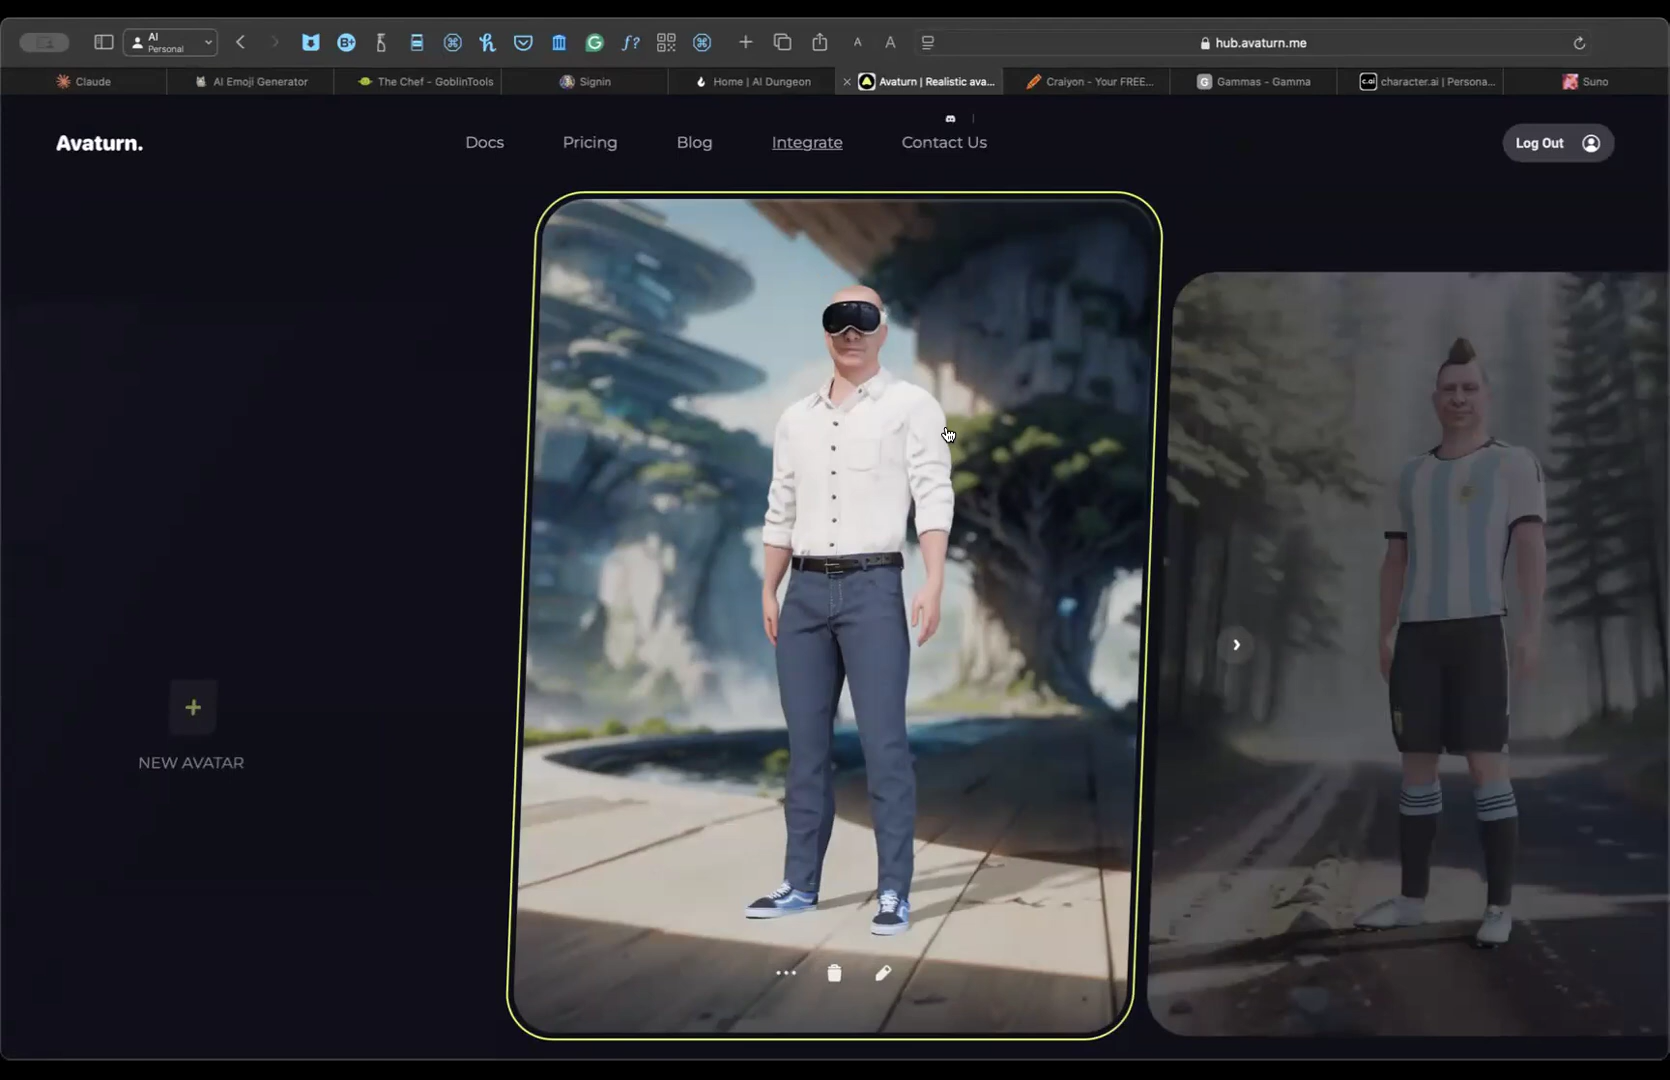 AI
Personal
B+
f?
A
A
hub.avaturn.me
Claude
AI Emoji Generator
The Chef - GoblinTools
Signin
Home | AI Dungeon
Avaturn | Realistic ava...
Craiyon - Your FREE...
G
Gammas - Gamma
c.ai
character.ai | Persona...
Suno
Avaturn.
Docs
Pricing
Blog
Integrate
Contact Us
Log Out
NEW AVATAR